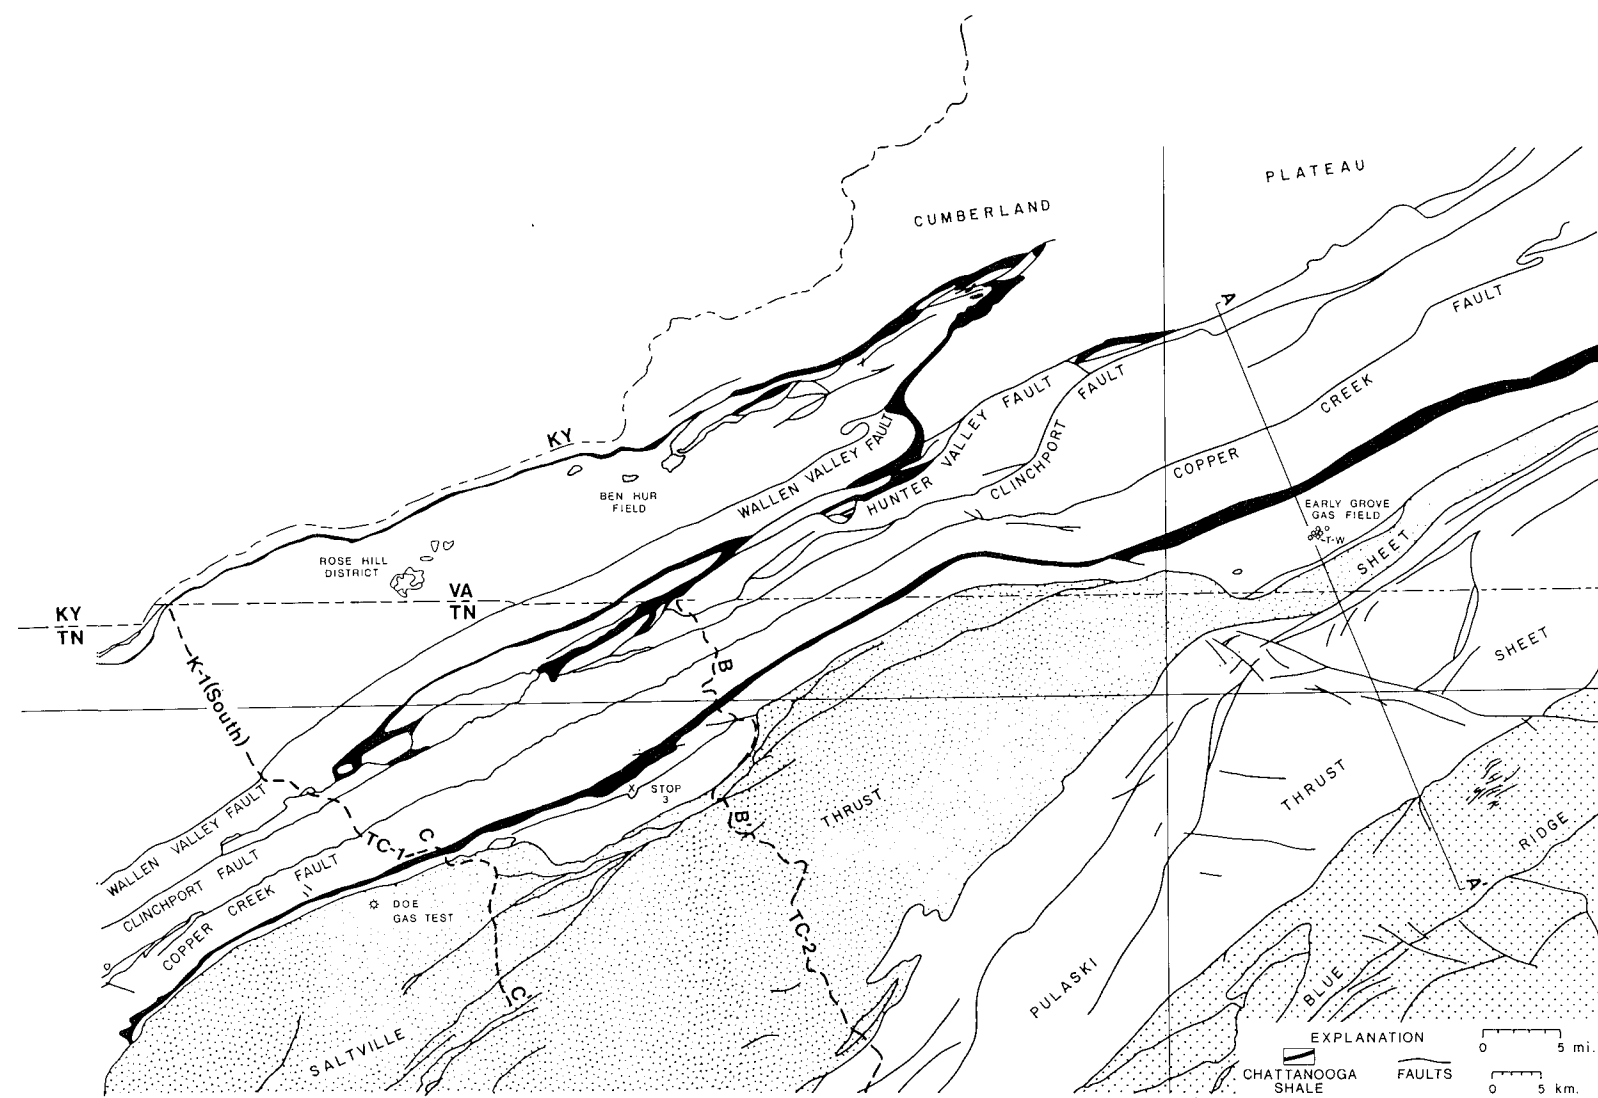 PLATEAU
CUMBERLAND
A
FAULT
CREEK
COPPER
FAULT
CLINCHPORT
FAULT
VALLEY
HUNTER
WALLEN VALLEY FAULT
KY
BEN HUR
FIELD
ROSE HILL
DISTRICT
EARLY GROVE
GAS FIELD
T-W
SHEET
VA
TN
KY
TN
K-1(South)
B
SHEET
THRUST
STOP
3
X
B'
THRUST
WALLEN VALLEY FAULT
CLINCHPORT FAULT
COPPER CREEK FAULT
TC-1
C
DOE
GAS TEST
TC-2
C'
SALTVILLE
PULASKI
RIDGE
A'
BLUE
EXPLANATION
CHATTANOOGA
SHALE
FAULTS
0 5 mi.
0 5 km.